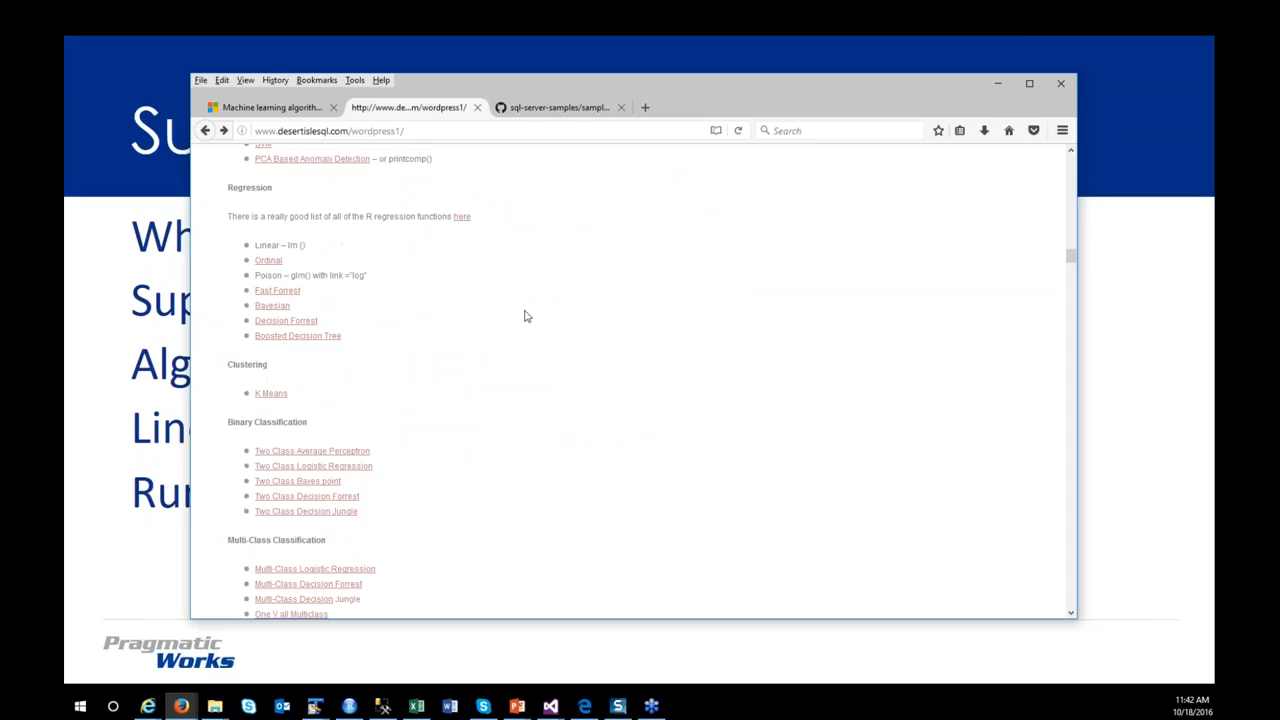 File Edit View History Bookmarks Tools Help
Machine learning algorith...
http://www.de...m/wordpress1/
sql-server-samples/sampl...
www.desertislesql.com/wordpress1/
Search
PCA Based Anomaly Detection – or printcomp()
Regression
There is a really good list of all of the R regression functions here
Linear – lm ()
Ordinal
Poison – glm() with link ="log"
Fast Forrest
Bayesian
Decision Forrest
Boosted Decision Tree
Clustering
K Means
Binary Classification
Two Class Average Perceptron
Two Class Logistic Regression
Two Class Bayes point
Two Class Decision Forrest
Two Class Decision Jungle
Multi-Class Classification
Multi-Class Logistic Regression
Multi-Class Decision Forrest
Multi-Class Decision Jungle
One V all Multiclass
Su
Wh
Sup
Alg
Lin
Run
Pragmatic
Works
11:42 AM
10/18/2016